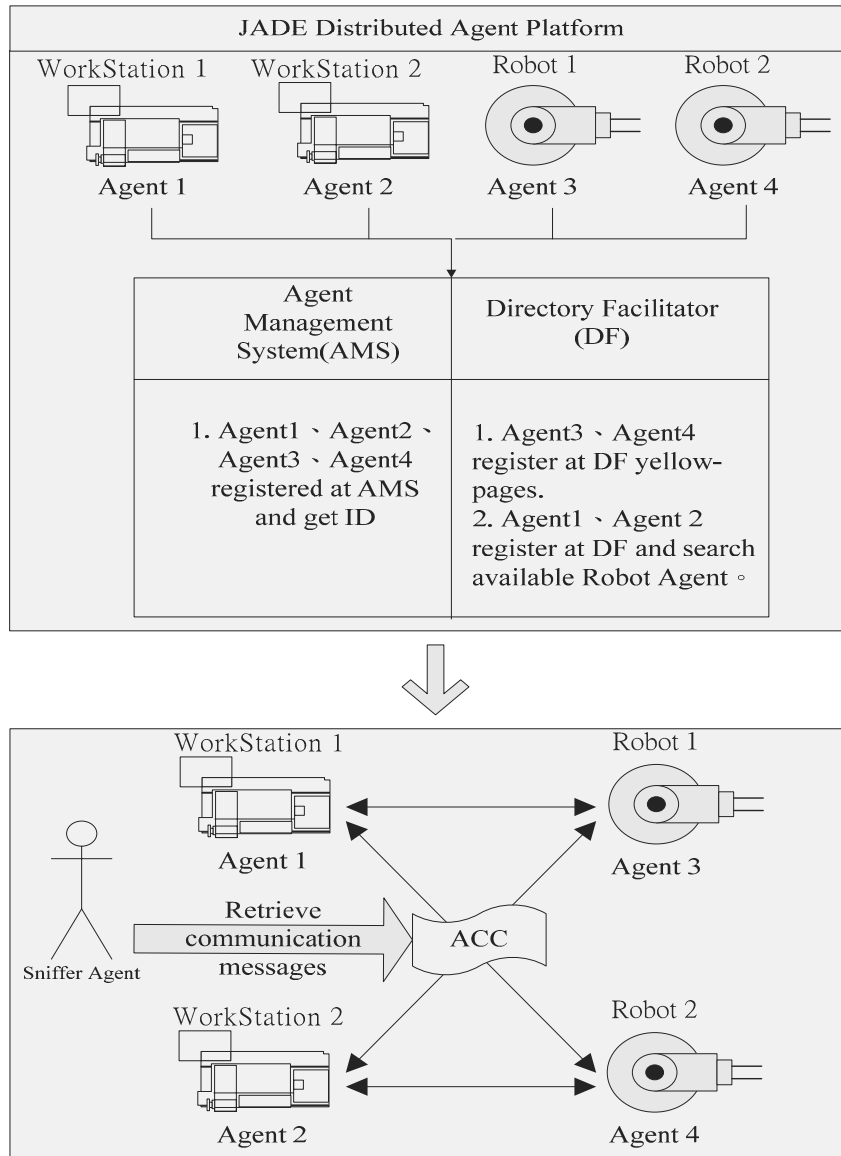 JADE Distributed Agent Platform
WorkStation 1
WorkStation 2
Robot 1
Robot 2
Agent 1
Agent 2
Agent 3
Agent 4
Agent
Management
System(AMS)
Directory Facilitator
(DF)
1. Agent1、Agent2、
Agent3、Agent4
registered at AMS
and get ID
1. Agent3、Agent4
register at DF yellow-
pages.
2. Agent1、Agent 2
register at DF and search
available Robot Agent。
WorkStation 1
Robot 1
Agent 1
Agent 3
Retrieve
communication
messages
ACC
Sniffer Agent
WorkStation 2
Robot 2
Agent 2
Agent 4